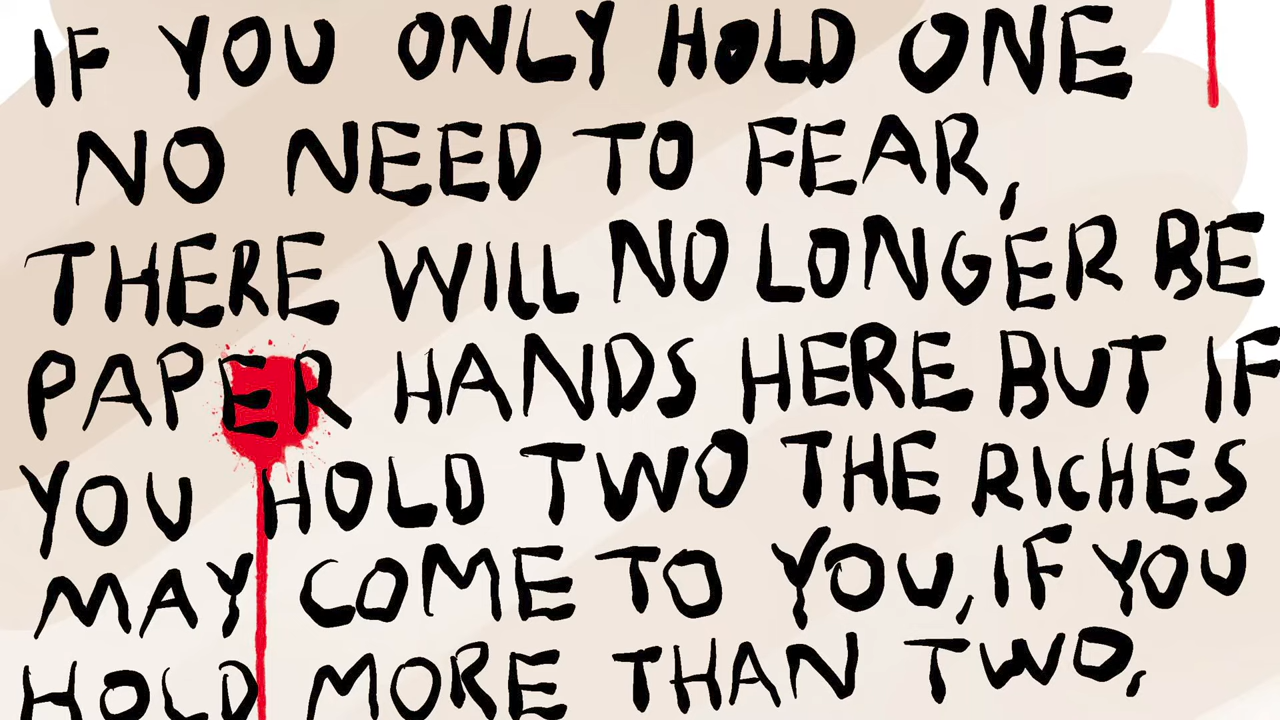 IF YOU ONLY HOLD ONE
NO NEED TO FEAR,
THERE WILL NO LONGER BE
PAPER HANDS HERE BUT IF
YOU HOLD TWO THE RICHES
MAY COME TO YOU, IF YOU
HOLD MORE THAN TWO,